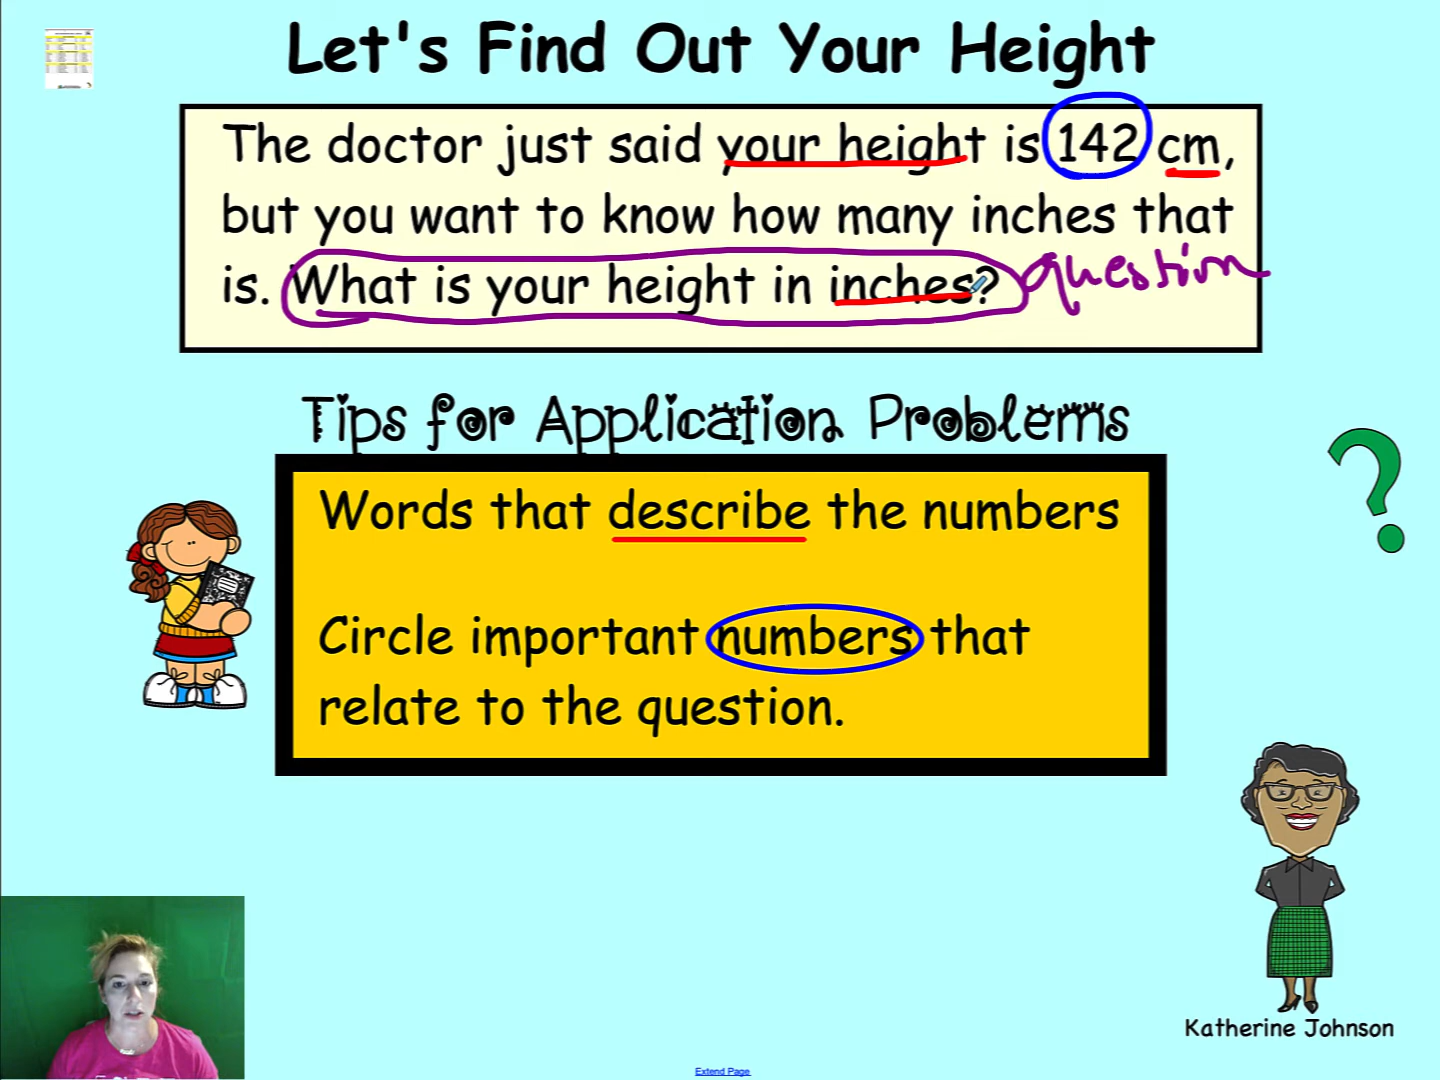 Let's Find Out Your Height
The doctor just said your height is 142 cm,
but you want to know how many inches that
is. What is your height in inches? question
Tips for Application Problems
Words that describe the numbers
Circle important numbers that
relate to the question.
Katherine Johnson
Extend Page